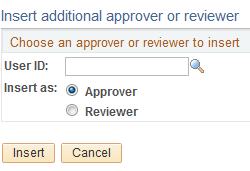 Insert additional approver or reviewer
Choose an approver or reviewer to insert
User ID:
Insert as: Approver
Reviewer
Insert Cancel